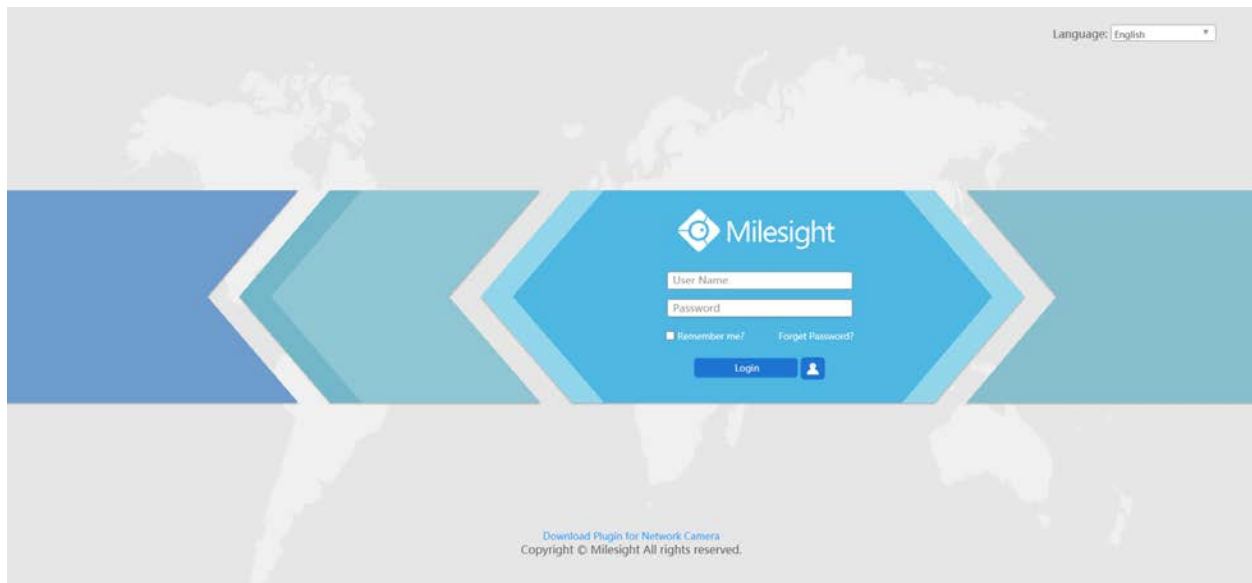 Language: English
Milesight
User Name
Password
Remember me? Forget Password?
Login
Download Plugin for Network Camera
Copyright © Milesight All rights reserved.